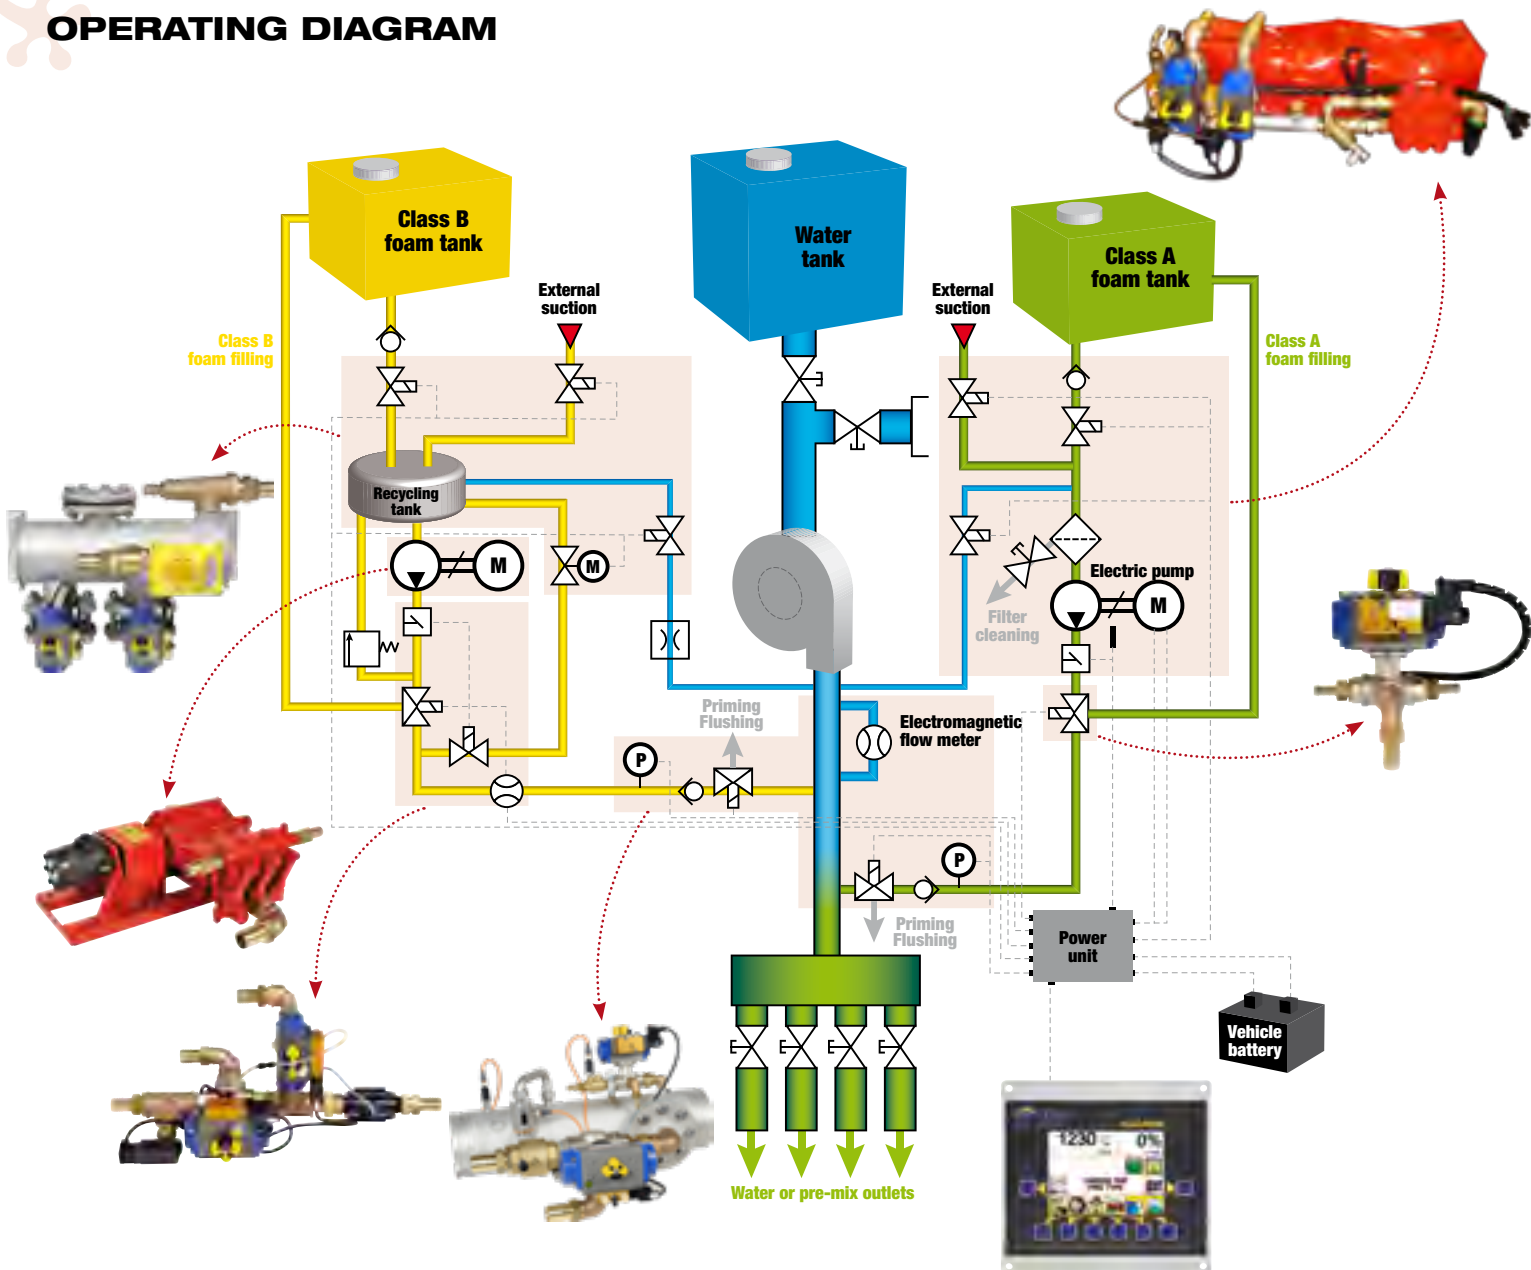 OPERATING DIAGRAM
Class B
foam tank
Water
tank
Class A
foam tank
External
suction
External
suction
Class B
foam filling
Class A
foam filling
Recycling
tank
M
M
Electric pump
M
Filter
cleaning
Priming
Flushing
Electromagnetic
flow meter
P
P
Priming
Flushing
Power
unit
Vehicle
battery
1230
0%
Water or pre-mix outlets